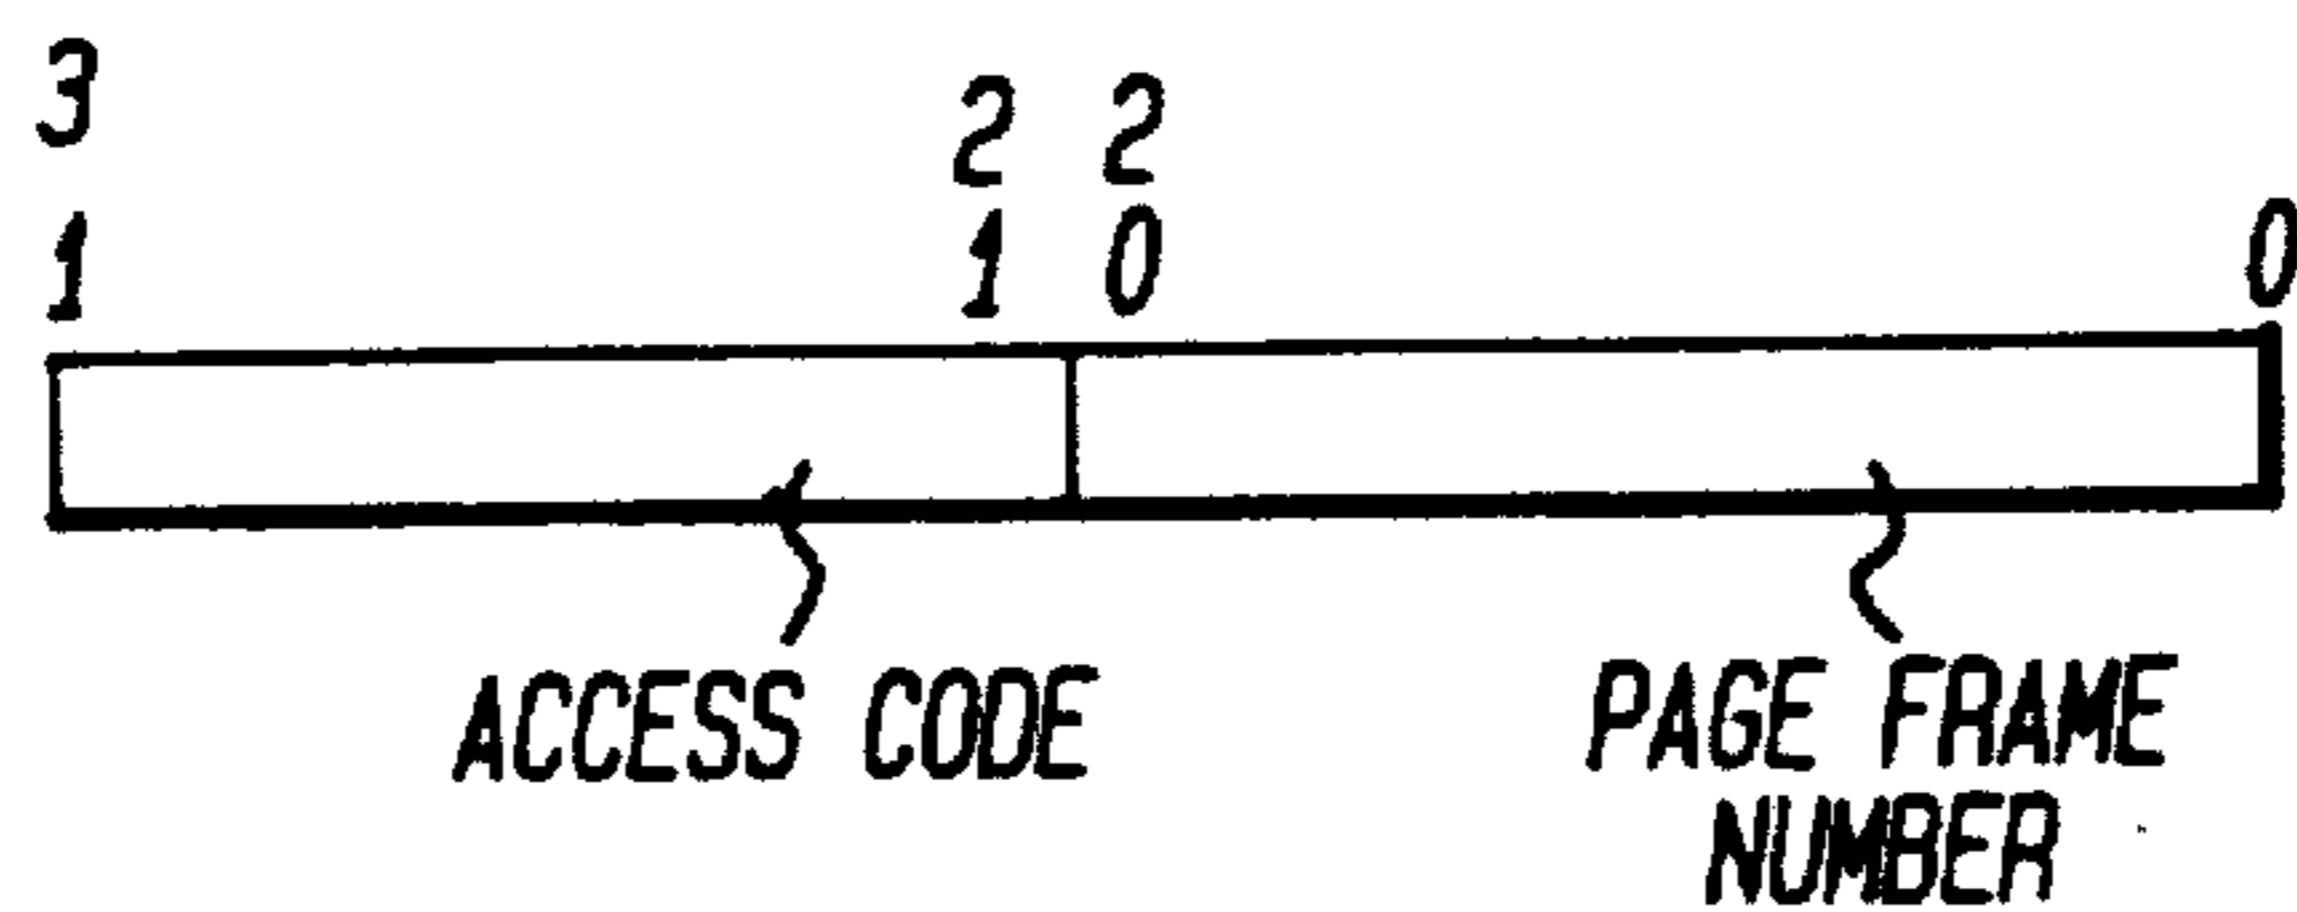 3
2 2
1 1 0 0
ACCESS CODE
PAGE FRAME
NUMBER